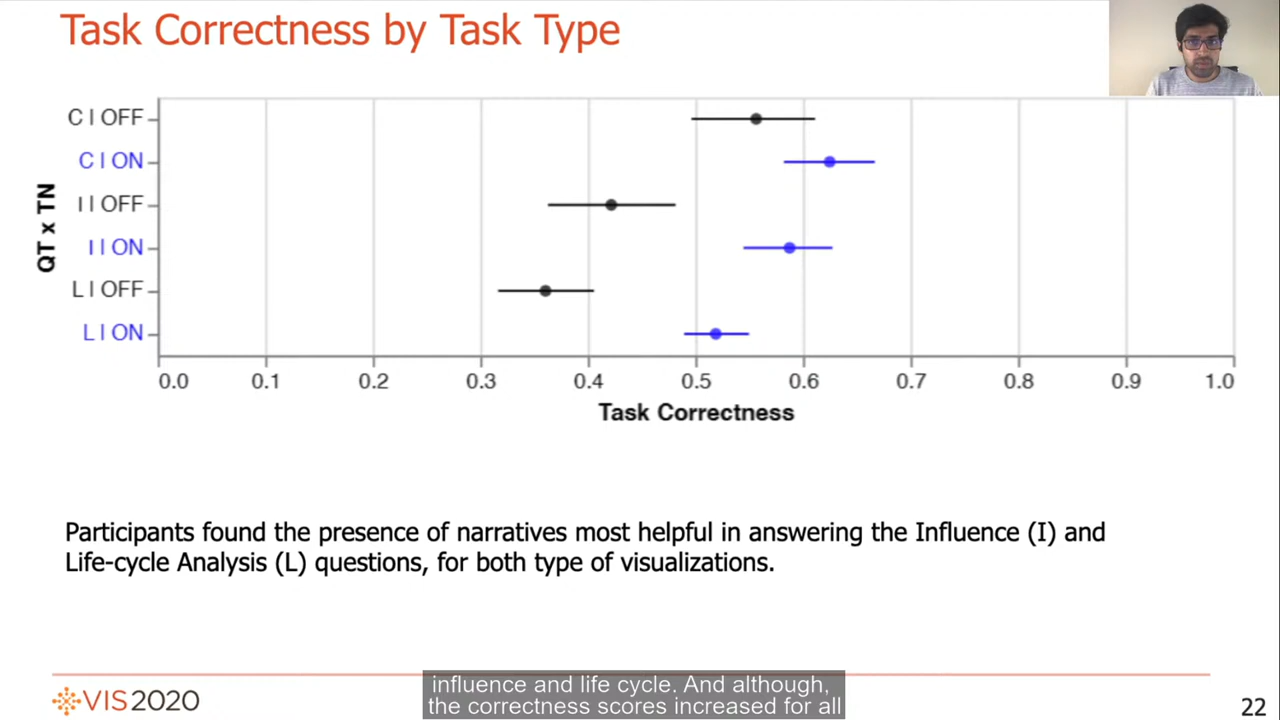 Task Correctness by Task Type
C I OFF
C I ON
I I OFF
I I ON
L I OFF
L I ON
QT x TN
0.0 0.1 0.2 0.3 0.4 0.5 0.6 0.7 0.8 0.9 1.0
Task Correctness
Participants found the presence of narratives most helpful in answering the Influence (I) and
Life-cycle Analysis (L) questions, for both type of visualizations.
influence and life cycle. And although,
the correctness scores increased for all
VIS2020
22